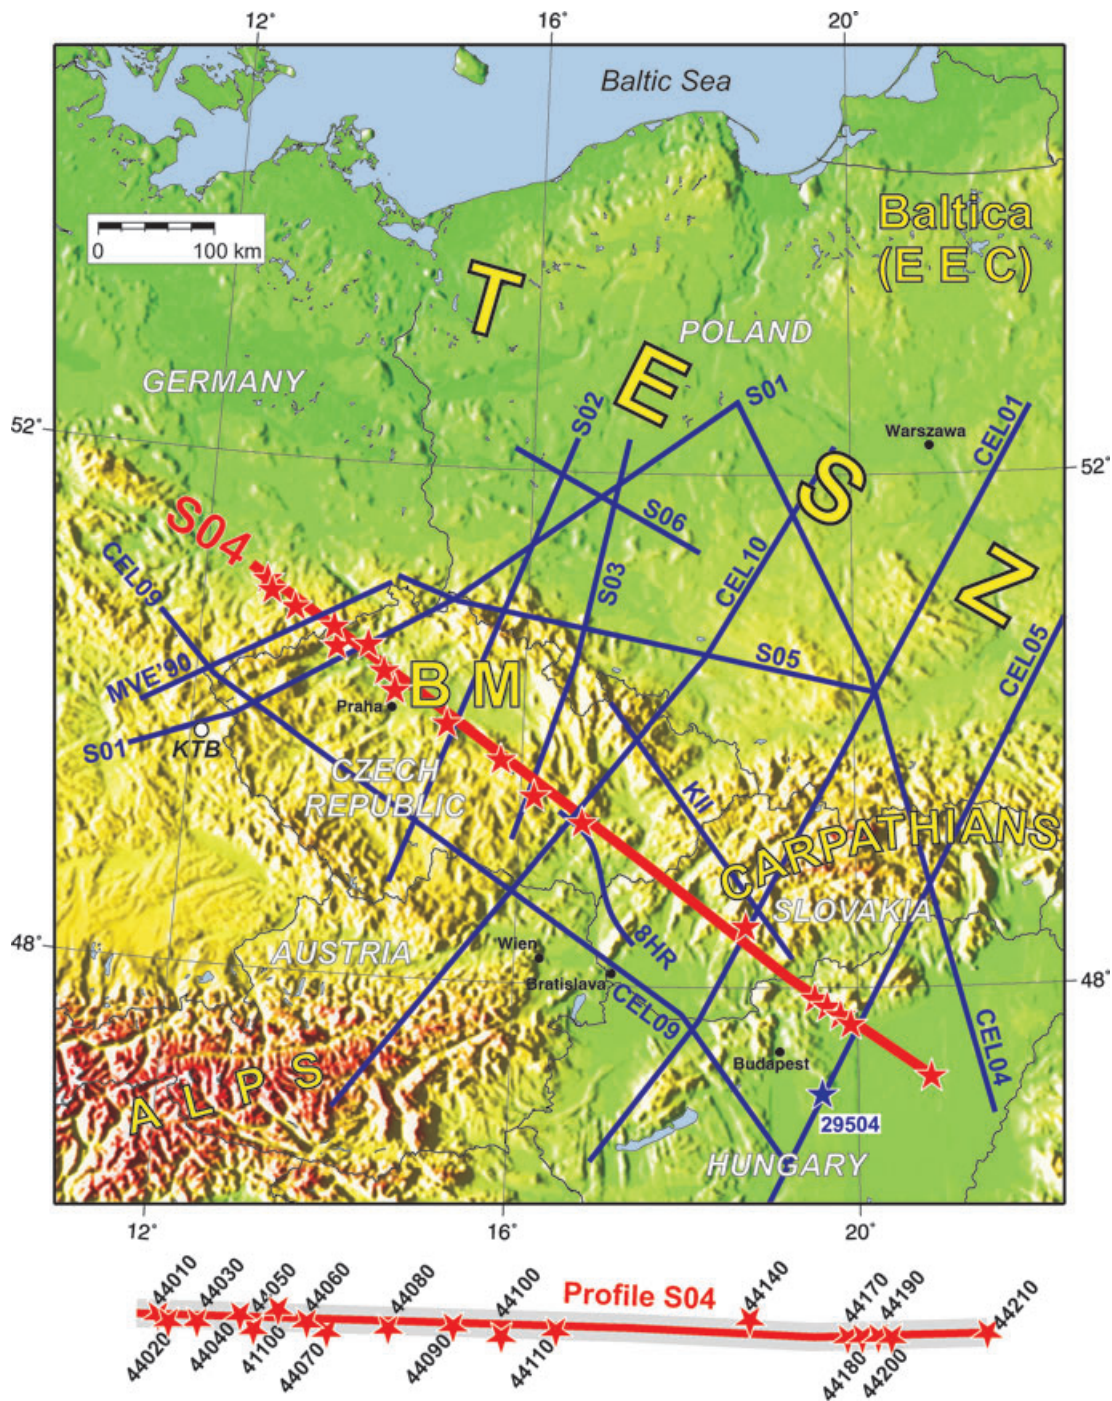 12°
16°
20°
Baltic Sea
Baltica
(E E C)
0
100 km
T
E
S
Z
POLAND
GERMANY
S02
S01
CEL01
52°
Warszawa
52°
S04
S06
CEL09
S03
CEL10
CEL05
MVE'90
S05
B M
Praha
S01
KTB
CZECH
REPUBLIC
KII
CARPATHIANS
SLOVAKIA
48°
AUSTRIA
Wien
8HR
Bratislava
48°
CEL09
CEL04
Budapest
ALPS
29504
HUNGARY
12°
16°
20°
44010
44030
44050
44060
44080
44100
Profile S04
44140
44170
44190
44210
44020
44040
41100
44070
44090
44110
44180
44200